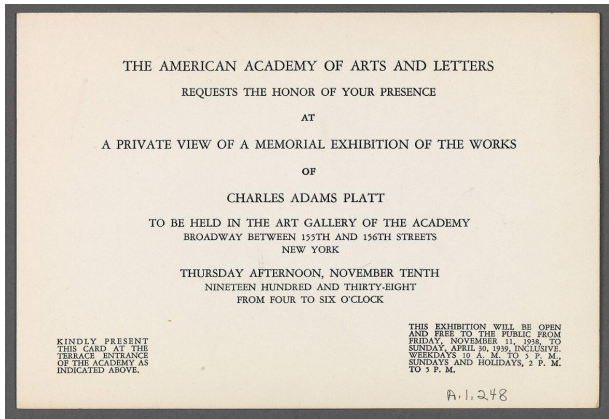 THE AMERICAN ACADEMY OF ARTS AND LETTERS
REQUESTS THE HONOR OF YOUR PRESENCE
AT
A PRIVATE VIEW OF A MEMORIAL EXHIBITION OF THE WORKS
OF
CHARLES ADAMS PLATT
TO BE HELD IN THE ART GALLERY OF THE ACADEMY
BROADWAY BETWEEN 155TH AND 156TH STREETS
NEW YORK
THURSDAY AFTERNOON, NOVEMBER TENTH
NINETEEN HUNDRED AND THIRTY-EIGHT
FROM FOUR TO SIX O'CLOCK
KINDLY PRESENT
THIS CARD AT THE
TERRACE ENTRANCE
OF THE ACADEMY AS
INDICATED ABOVE.
THIS EXHIBITION WILL BE OPEN
AND FREE TO THE PUBLIC FROM
FRIDAY, NOVEMBER 11, 1938, TO
SUNDAY, APRIL 30, 1939, INCLUSIVE.
WEEKDAYS 10 A. M. TO 5 P. M.,
SUNDAYS AND HOLIDAYS, 2 P. M.
TO 5 P. M.
A.1.248